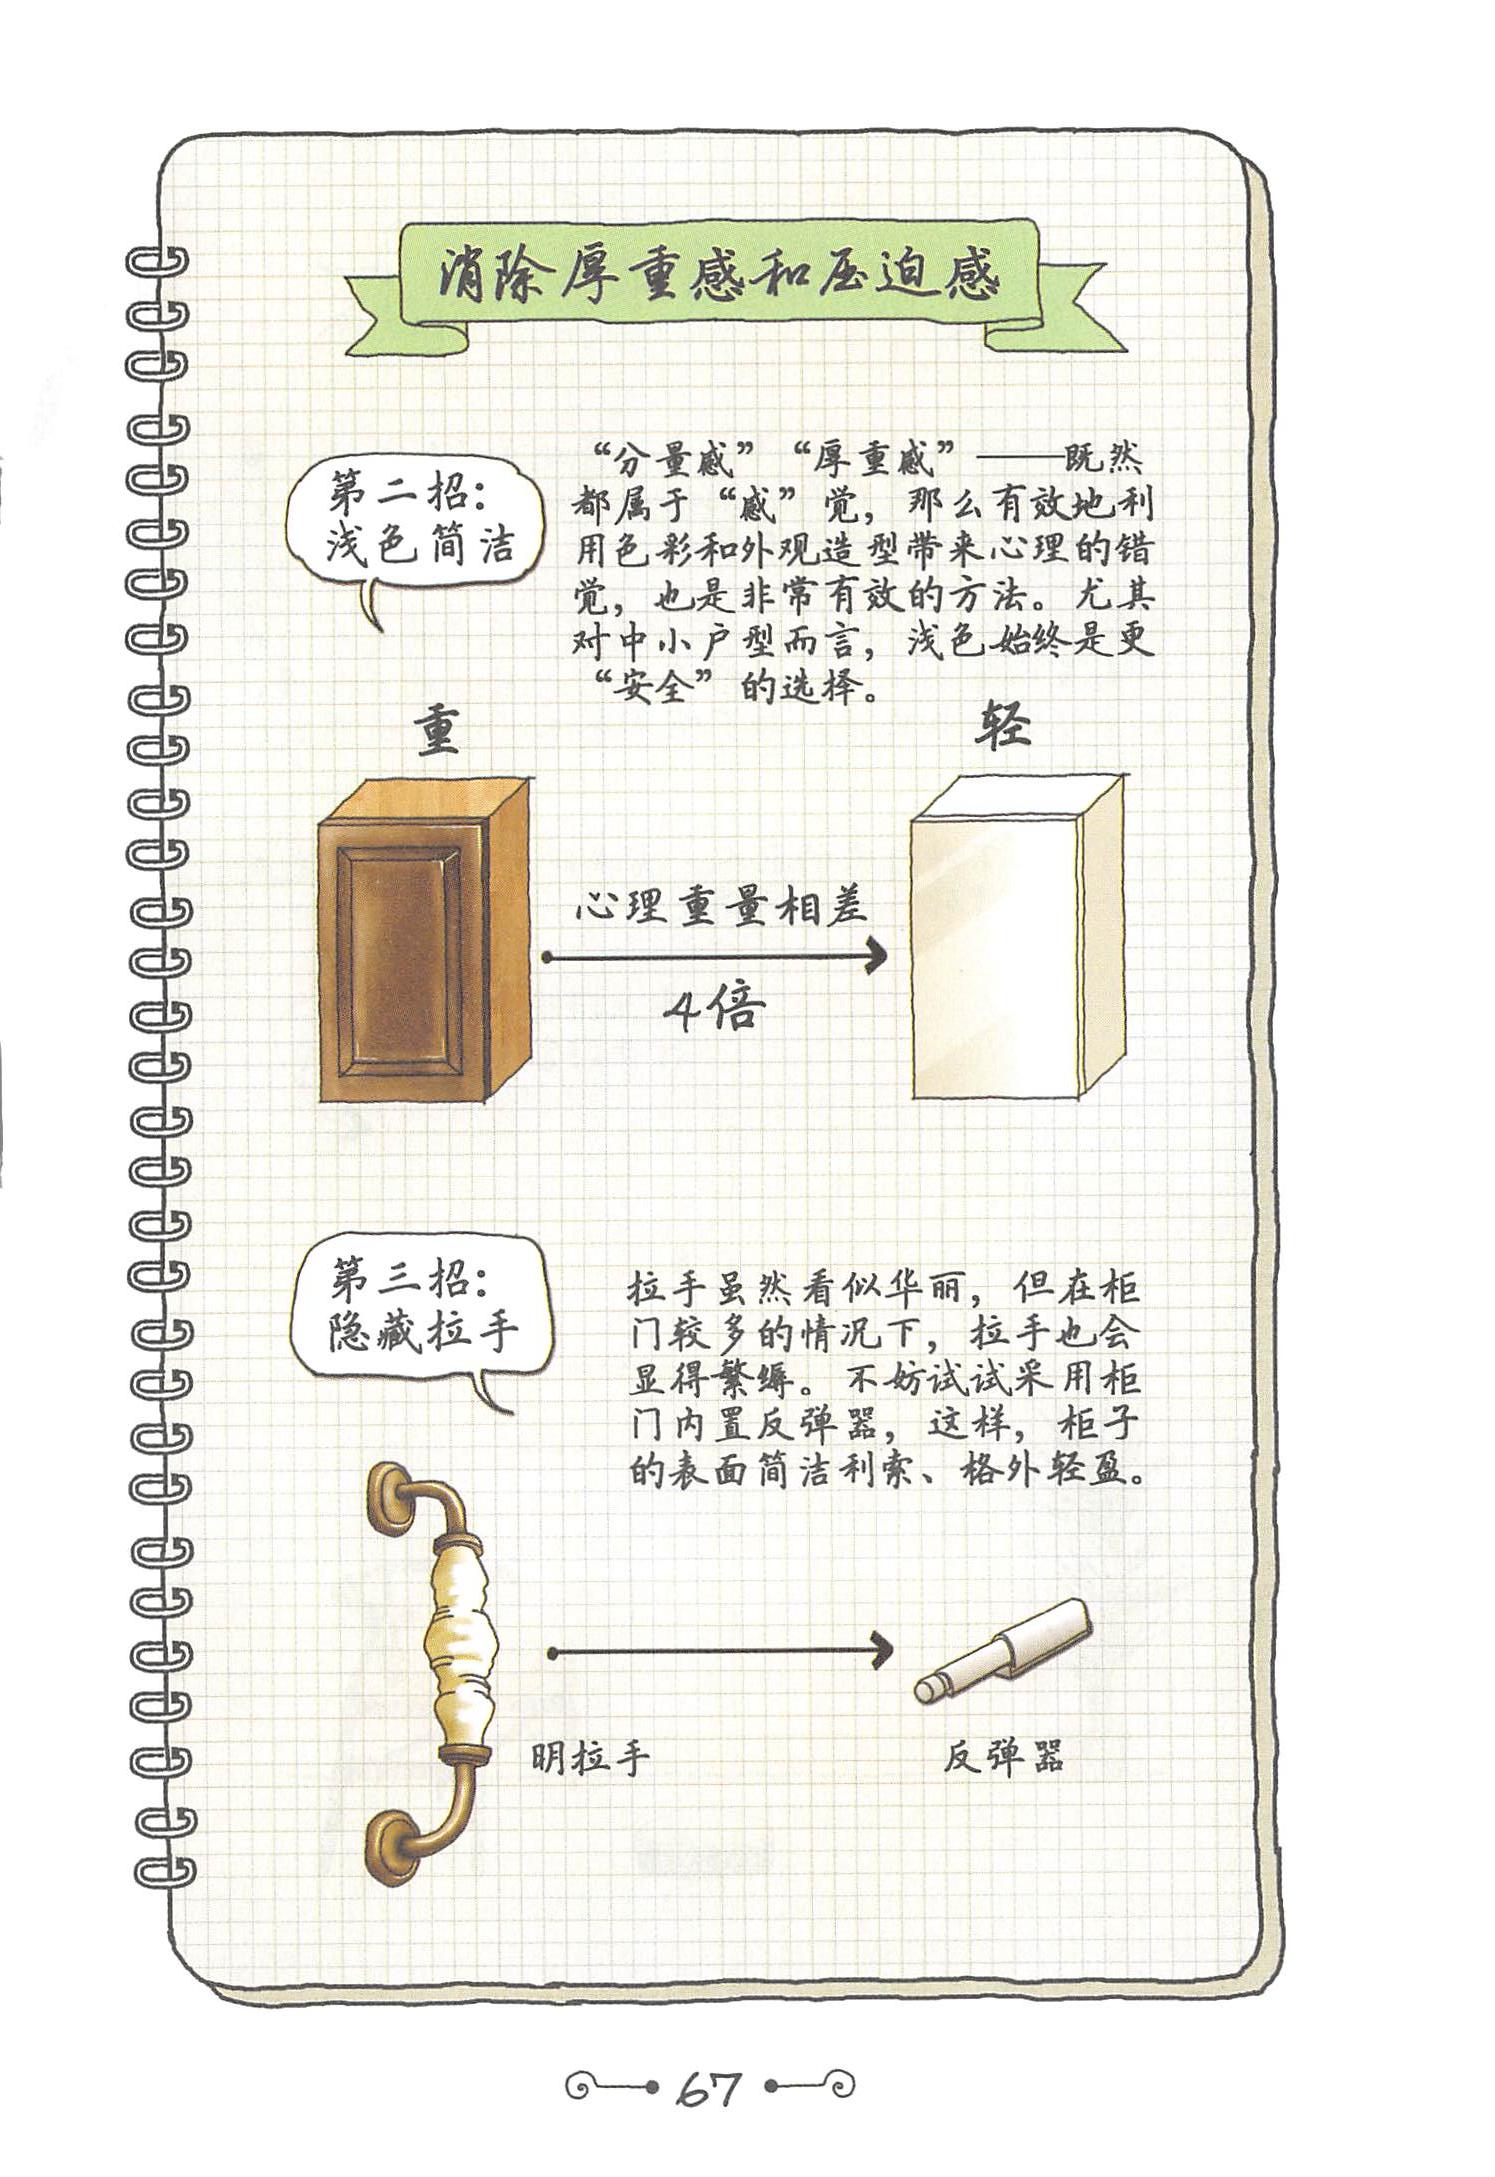 消除厚重感和压迫感
第二招：
浅色简洁
“分量感”“厚重感”——既然
都属于“感”觉，那么有效地利
用色彩和外观造型带来心理的错
觉，也是非常有效的方法。尤其
对中小户型而言，浅色始终是更
“安全”的选择。
重
轻
心理重量相差
4倍
第三招：
隐藏拉手
拉手虽然看似华丽，但在柜
门较多的情况下，拉手也会
显得繁缛。不妨试试采用柜
门内置反弹器，这样，柜子
的表面简洁利索、格外轻盈。
明拉手
反弹器
67